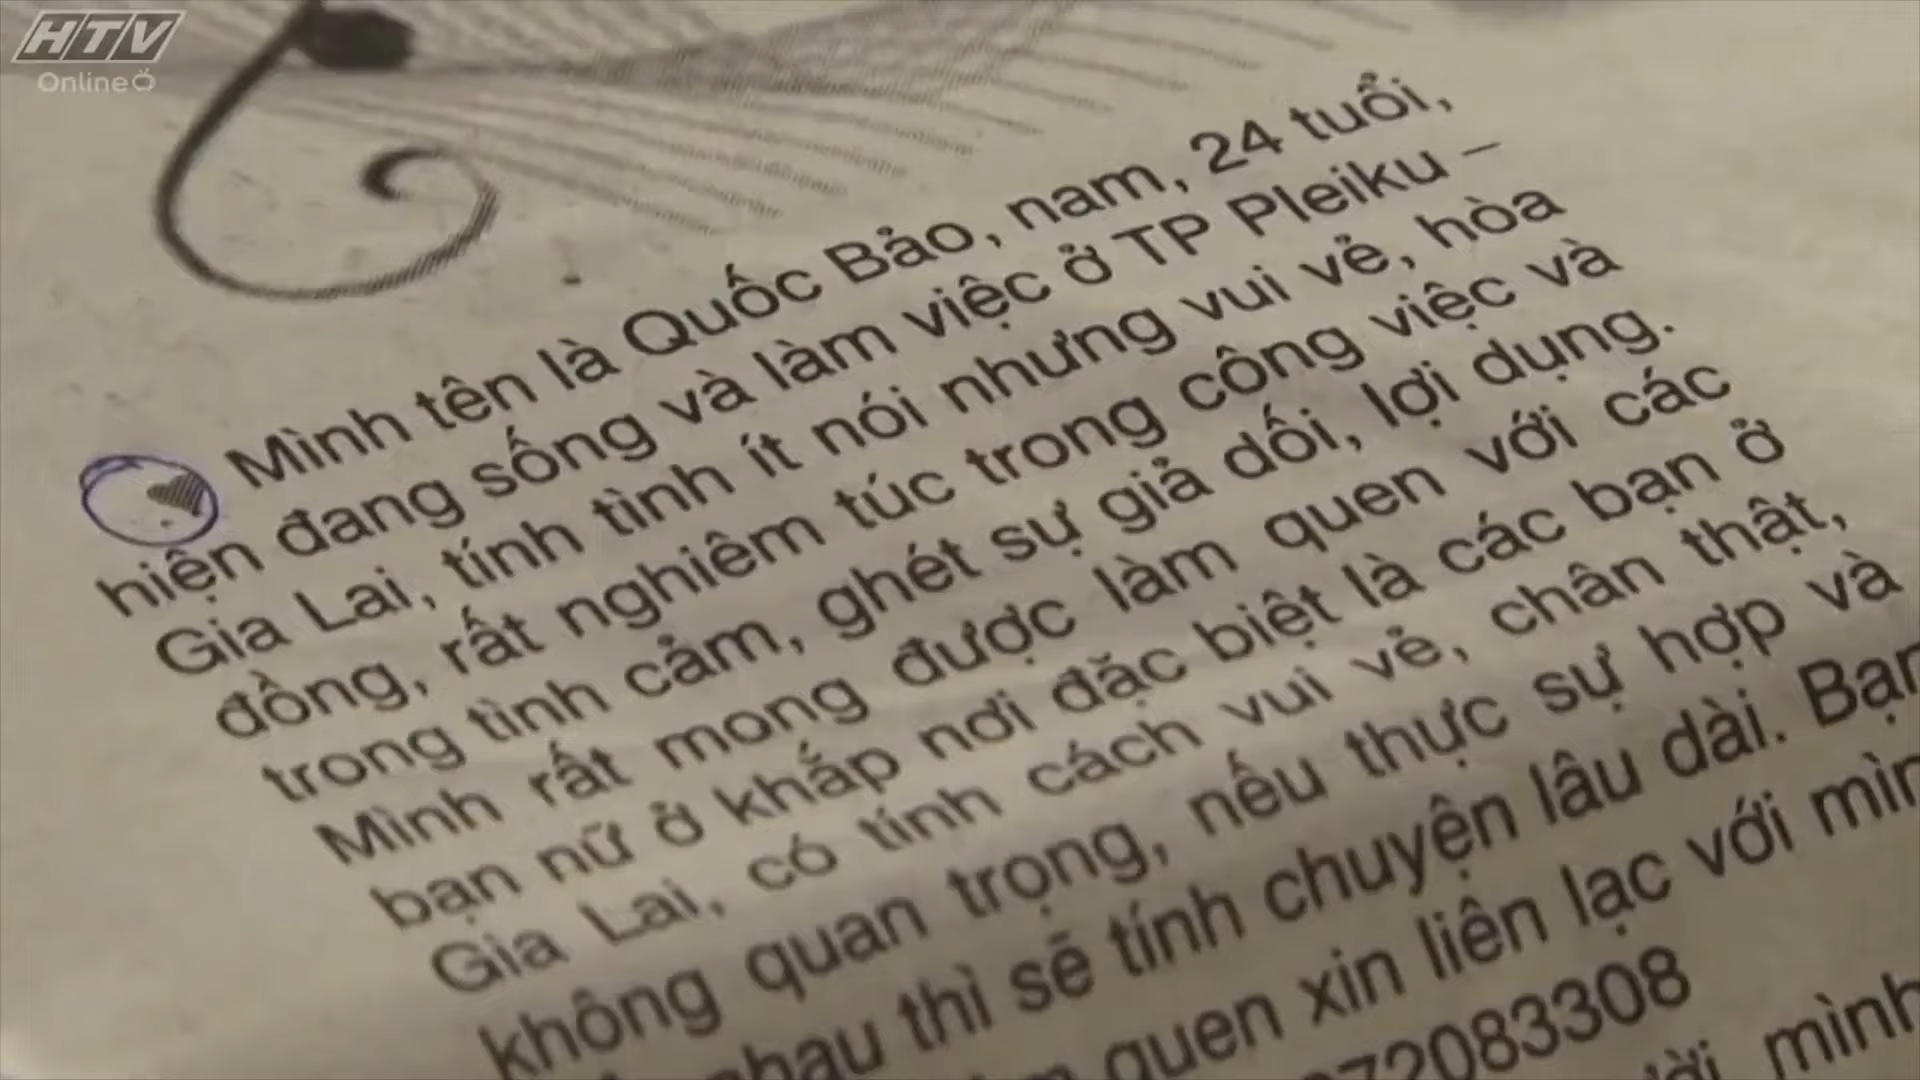 HTV
Online
Mình tên là Quốc Bảo, nam, 24 tuổi,
hiện đang sống và làm việc ở TP Pleiku –
Gia Lai, tính tình ít nói nhưng vui vẻ, hòa
đồng, rất nghiêm túc trong công việc và
trong tình cảm, ghét sự giả dối, lợi dụng.
Mình rất mong được làm quen với các
bạn nữ ở khắp nơi đặc biệt là các bạn ở
Gia Lai, có tính cách vui vẻ, chân thật,
không quan trọng, nếu thực sự hợp và
nhau thì sẽ tính chuyện lâu dài. Bạn
quen xin liên lạc với mình
72083308
mình